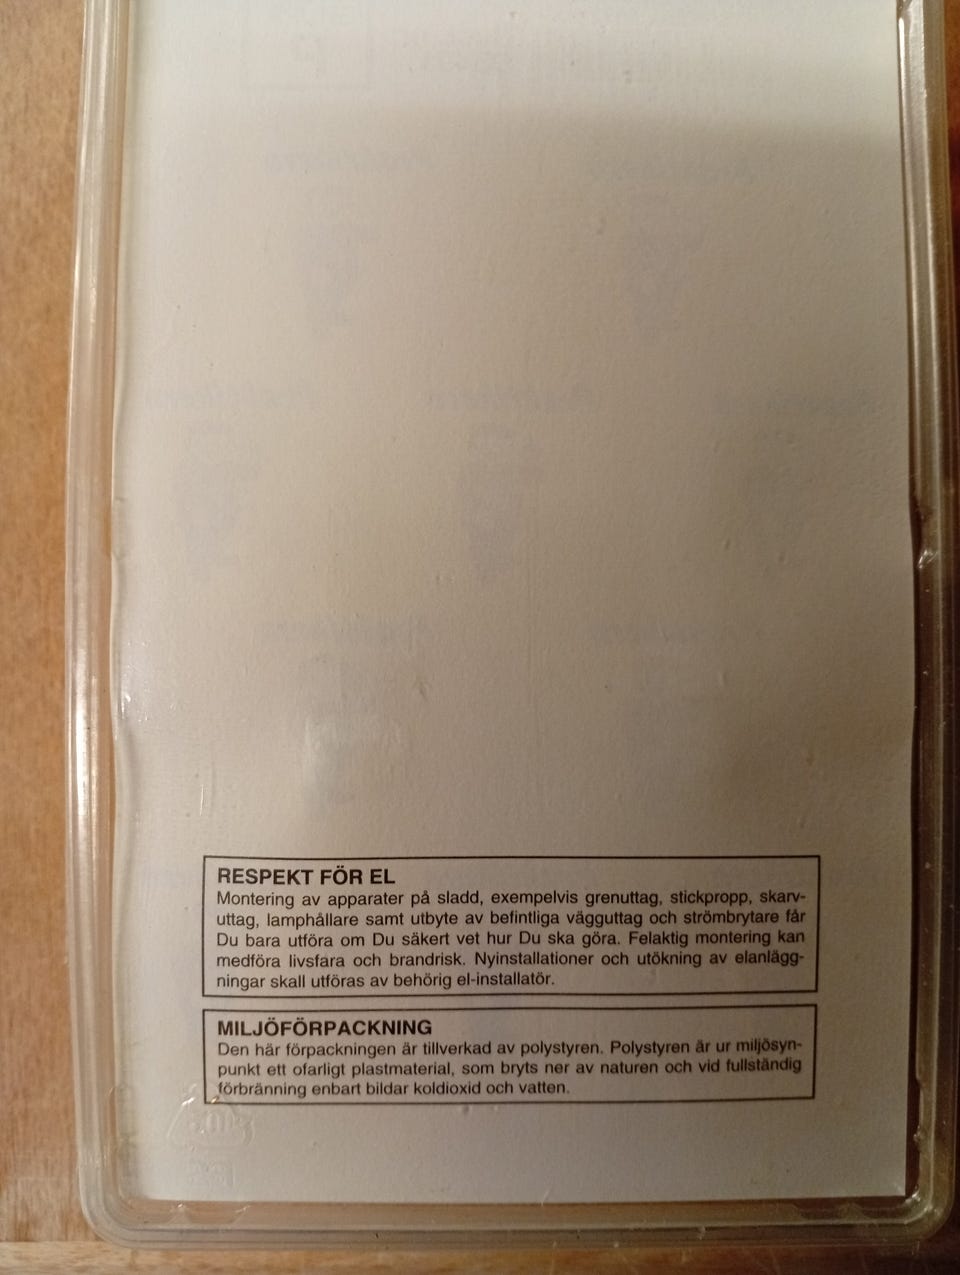 RESPEKT FÖR EL
Montering av apparater på sladd, exempelvis grenuttag, stickpropp, skarv-
uttag, lamphållare samt utbyte av befintliga vägguttag och strömbrytare får
Du bara utföra om Du säkert vet hur Du ska göra. Felaktig montering kan
medföra livsfara och brandrisk. Nyinstallationer och utökning av elanlägg-
ningar skall utföras av behörig el-installatör.
MILJÖFÖRPACKNING
Den här förpackningen är tillverkad av polystyren. Polystyren är ur miljösyn-
punkt ett ofarligt plastmaterial, som bryts ner av naturen och vid fullständig
förbränning enbart bildar koldioxid och vatten.